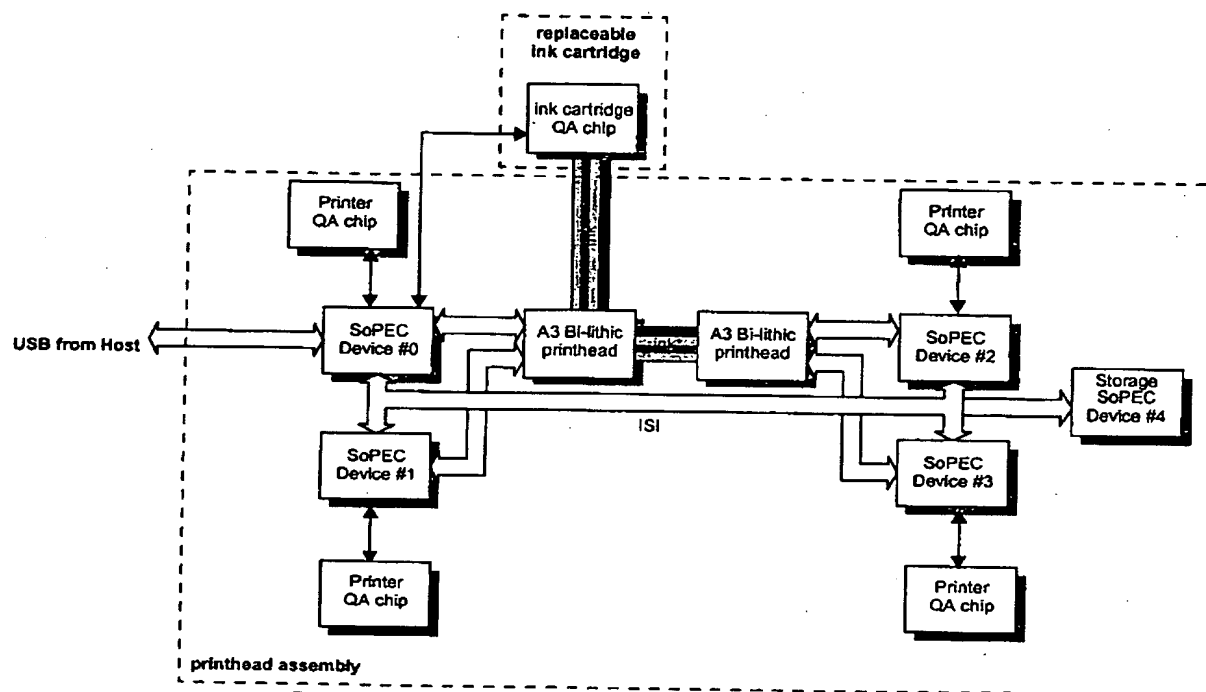 replaceable
ink cartridge
ink cartridge
QA chip
Printer
QA chip
Printer
QA chip
USB from Host
SoPEC
Device #0
A3 Bi-lithic
printhead
ink
A3 Bi-lithic
printhead
SoPEC
Device #2
Storage
SoPEC
Device #4
ISI
SoPEC
Device #1
SoPEC
Device #3
Printer
QA chip
Printer
QA chip
printhead assembly